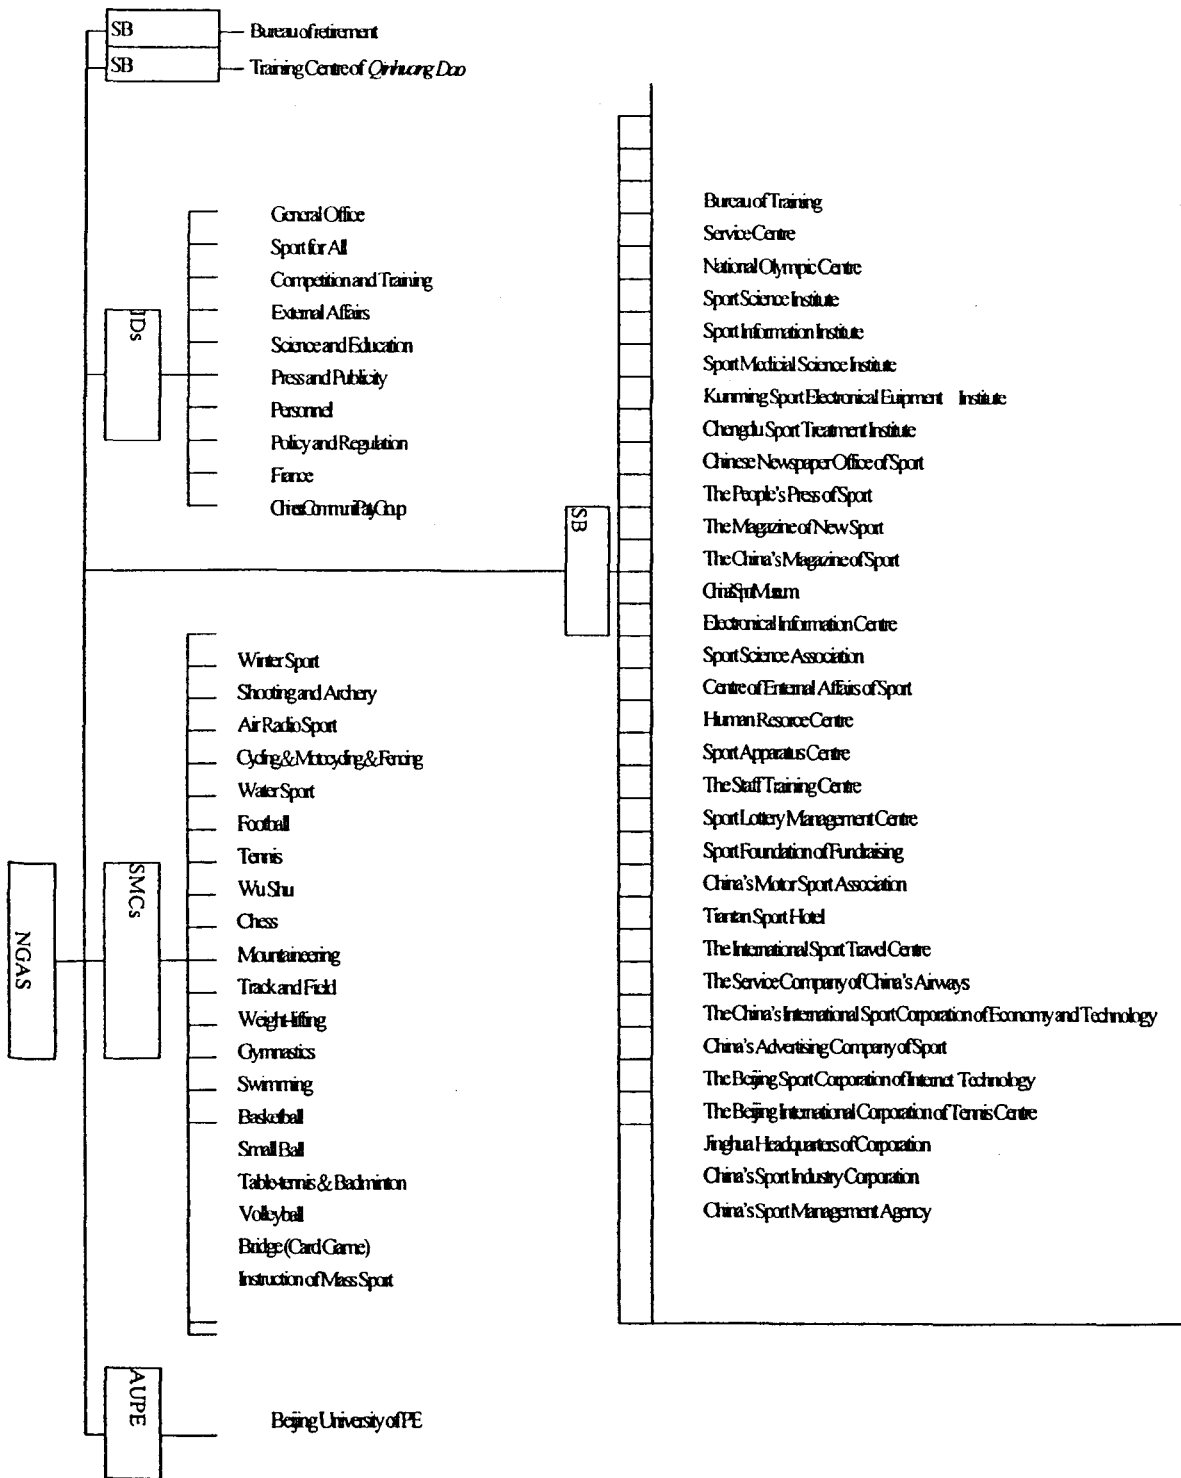 SB
Bureau of retirement
SB
Training Centre of Qinhuang Dao
IDs
General Office
Sport for All
Competition and Training
External Affairs
Science and Education
Press and Publicity
Personnel
Policy and Regulation
Fiance
SB
Bureau of Training
Service Centre
National Olympic Centre
Sport Science Institute
Sport Information Institute
Sport Medicial Science Institute
Kunming Sport Electronical Euipment Institute
Chengdu Sport Treatment Institute
Chinese Newspaper Office of Sport
The People's Press of Sport
The Magazine of New Sport
The China's Magazine of Sport
Electronical Information Centre
Sport Science Association
Centre of External Affairs of Sport
Human Resorce Centre
Sport Apparatus Centre
The Staff Training Centre
Sport Lottery Management Centre
Sport Foundation of Fundraising
China's Motor Sport Association
Tiantan Sport Hotel
The International Sport Travel Centre
The Service Company of China's Airways
The China's International Sport Corporation of Economy and Technology
China's Advertising Company of Sport
The Beijing Sport Corporation of Internet Technology
The Beijing International Corporation of Tennis Centre
Jinghua Headquarters of Corporation
China's Sport Industry Corporation
China's Sport Management Agency
NGAS
SMCs
Winter Sport
Shooting and Archery
Air Radio Sport
Cycling & Motocycling & Fencing
Water Sport
Football
Tennis
Wu Shu
Chess
Mountaineering
Track and Field
Weight-lifting
Gymnastics
Swimming
Basketball
Small Ball
Table-tennis & Badminton
Volleyball
Bridge (Card Game)
Instruction of Mass Sport
AUPE
Beijing University of PE